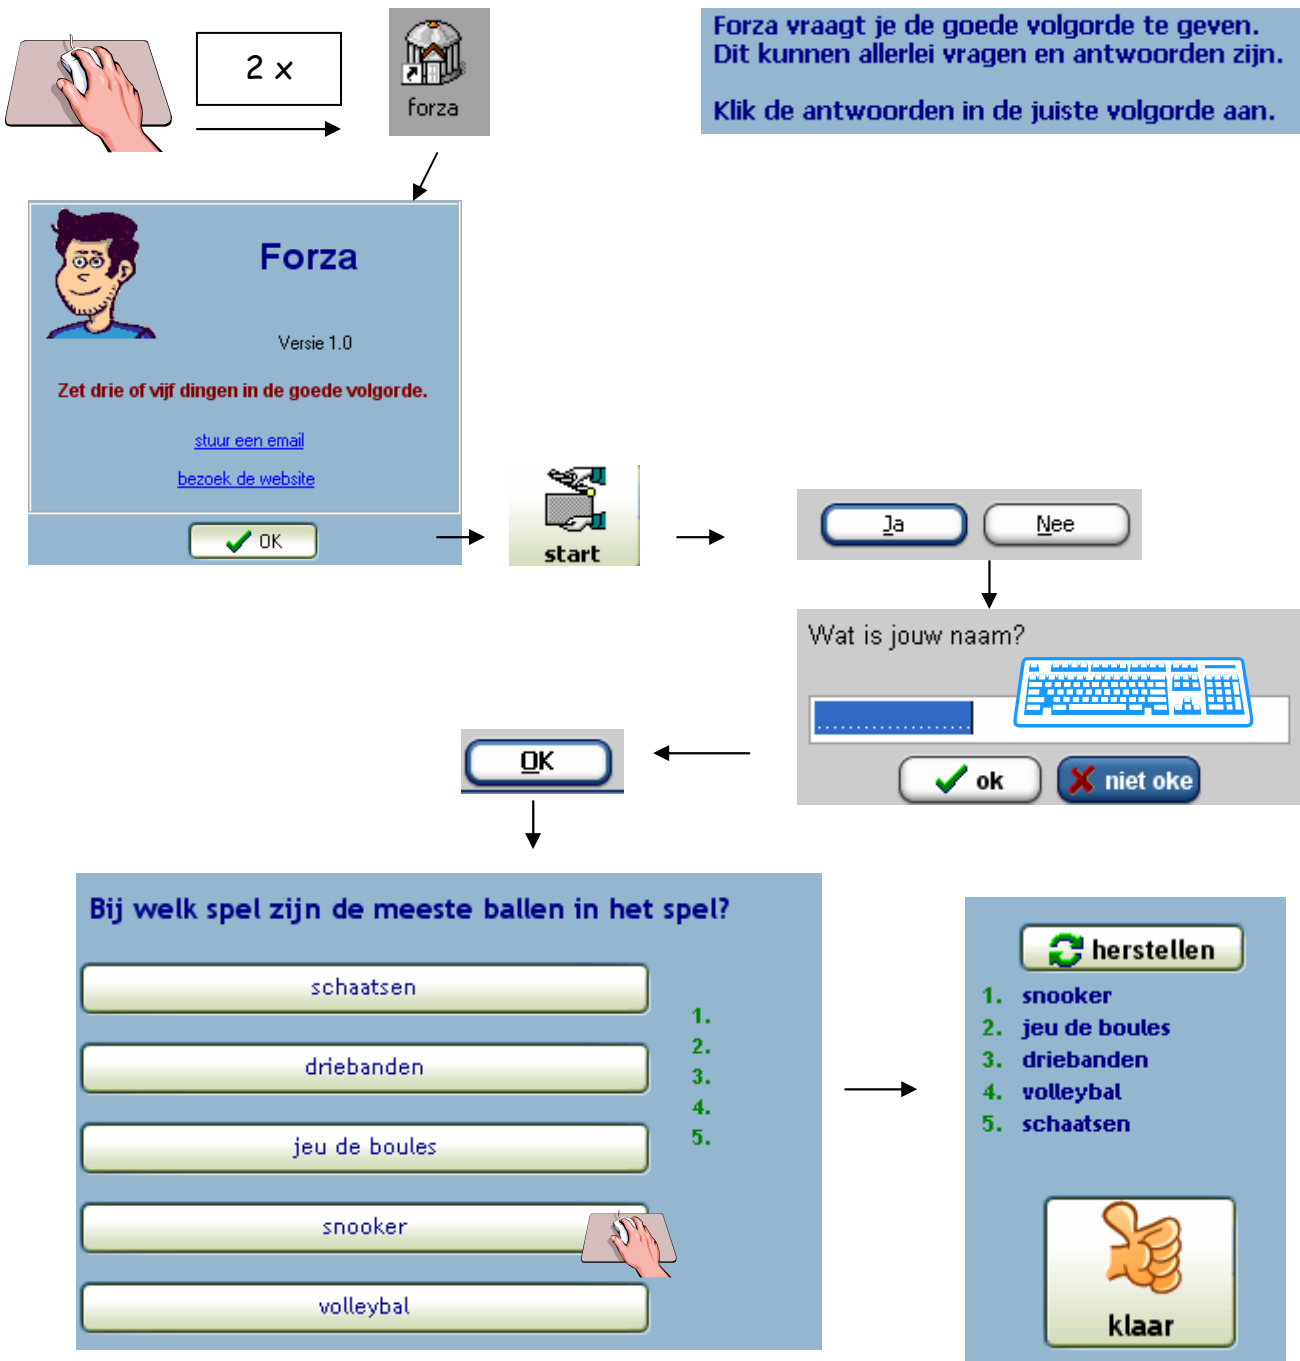 2 x
forza
Forza vraagt je de goede volgorde te geven.
Dit kunnen allerlei vragen en antwoorden zijn.
Klik de antwoorden in de juiste volgorde aan.
Forza
Versie 1.0
Zet drie of vijf dingen in de goede volgorde.
stuur een email
bezoek de website
OK
start
Ja
Nee
Wat is jouw naam?
....................
ok
niet oke
OK
Bij welk spel zijn de meeste ballen in het spel?
schaatsen
driebanden
jeu de boules
snooker
volleybal
1.
2.
3.
4.
5.
herstellen
1. snooker
2. jeu de boules
3. driebanden
4. volleybal
5. schaatsen
klaar